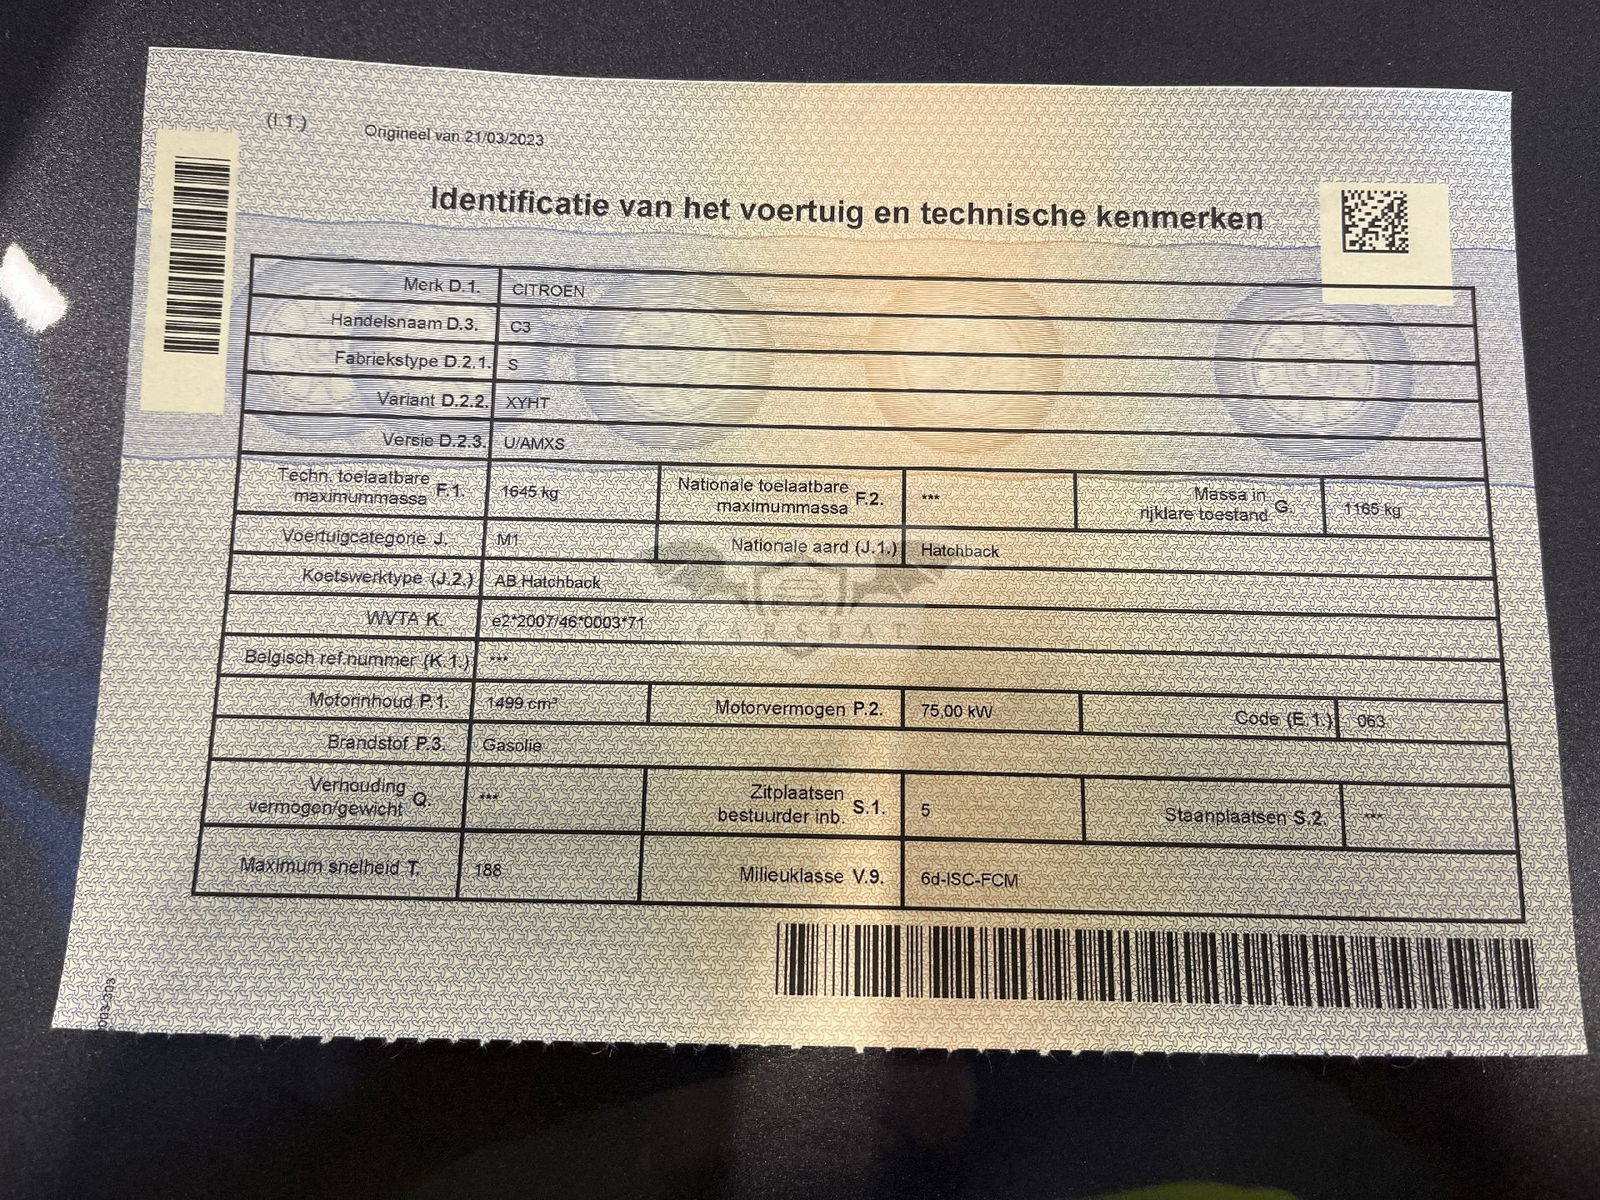 (I.1.) Origineel van 21/03/2023
Identificatie van het voertuig en technische kenmerken
Merk D.1. CITROEN
Handelsnaam D.3. C3
Fabriekstype D.2.1. S
Variant D.2.2. XYHT
Versie D.2.3. U/AMXS
Techn. toelaatbare maximummassa F.1. 1645 kg Nationale toelaatbare maximummassa F.2. *** Massa in rijklare toestand G. 1165 kg
Voertuigcategorie J. M1 Nationale aard (J.1.) Hatchback
Koetswerktype (J.2.) AB Hatchback
WVTA K. e2*2007/46*0003*71
Belgisch ref.nummer (K.1.) ***
Motorinhoud P.1. 1499 cm³ Motorvermogen P.2. 75,00 kW Code (E.1.) 063
Brandstof P.3. Gasolie
Verhouding vermogen/gewicht Q. *** Zitplaatsen bestuurder inb. S.1. 5 Staanplaatsen S.2. ***
Maximum snelheid T. 188 Milieuklasse V.9. 6d-ISC-FCM
CARSBAT
003-303